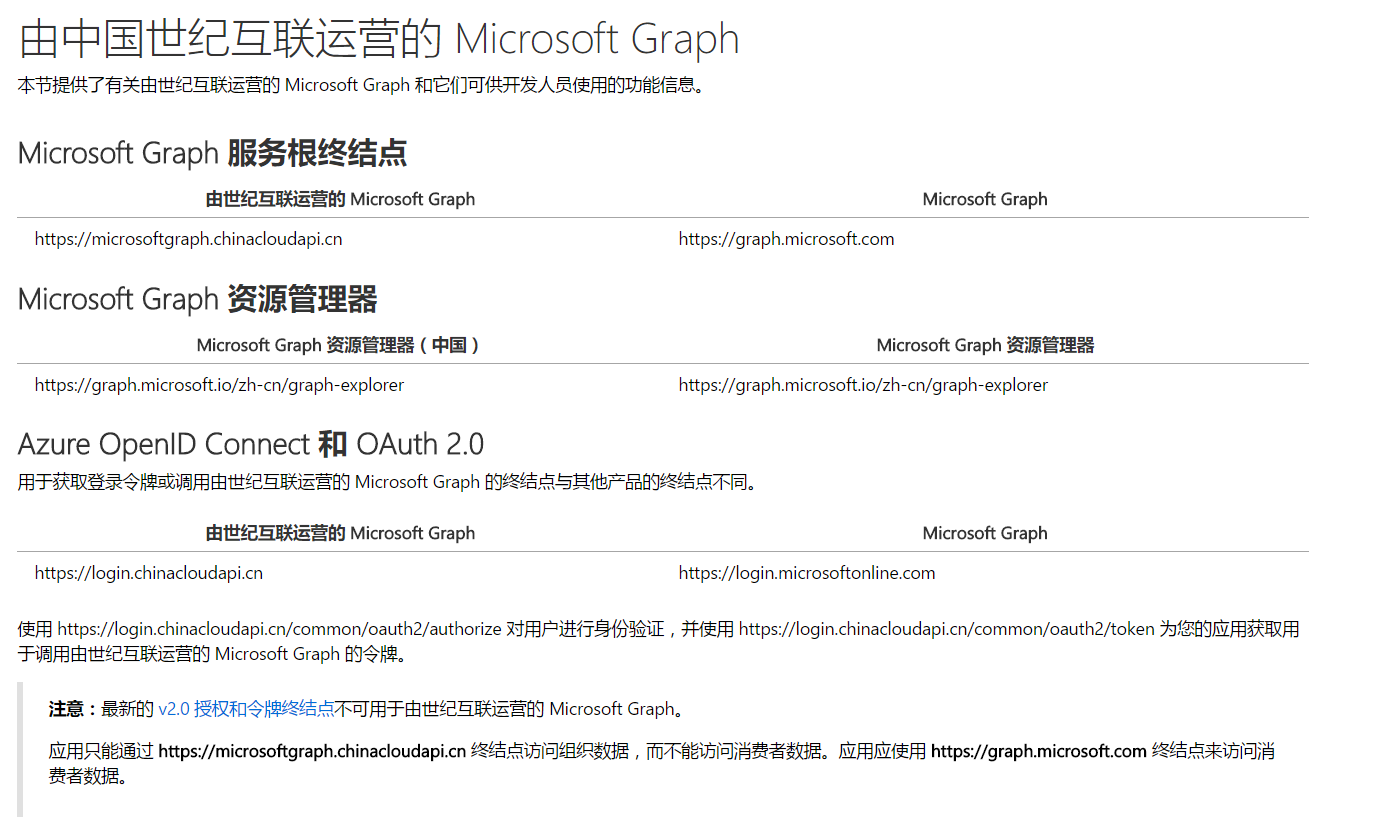 由中国世纪互联运营的 Microsoft Graph
本节提供了有关由世纪互联运营的 Microsoft Graph 和它们可供开发人员使用的功能信息。
Microsoft Graph 服务根终结点
由世纪互联运营的 Microsoft Graph
Microsoft Graph
https://microsoftgraph.chinacloudapi.cn
https://graph.microsoft.com
Microsoft Graph 资源管理器
Microsoft Graph 资源管理器（中国）
Microsoft Graph 资源管理器
https://graph.microsoft.io/zh-cn/graph-explorer
https://graph.microsoft.io/zh-cn/graph-explorer
Azure OpenID Connect 和 OAuth 2.0
用于获取登录令牌或调用由世纪互联运营的 Microsoft Graph 的终结点与其他产品的终结点不同。
由世纪互联运营的 Microsoft Graph
Microsoft Graph
https://login.chinacloudapi.cn
https://login.microsoftonline.com
使用 https://login.chinacloudapi.cn/common/oauth2/authorize 对用户进行身份验证，并使用 https://login.chinacloudapi.cn/common/oauth2/token 为您的应用获取用
于调用由世纪互联运营的 Microsoft Graph 的令牌。
注意：最新的 v2.0 授权和令牌终结点不可用于由世纪互联运营的 Microsoft Graph。
应用只能通过 https://microsoftgraph.chinacloudapi.cn 终结点访问组织数据，而不能访问消费者数据。应用应使用 https://graph.microsoft.com 终结点来访问消
费者数据。